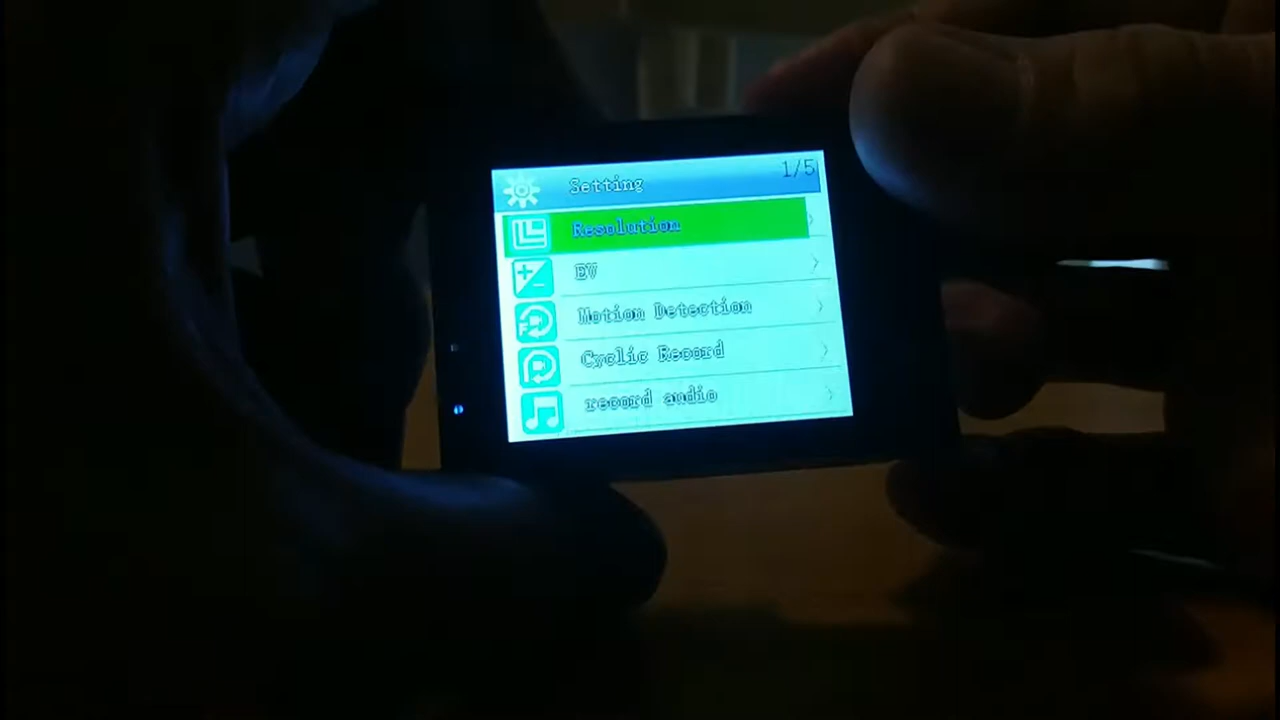 Setting 1/5
Resolution
EV
Motion Detection
Cyclic Record
record audio